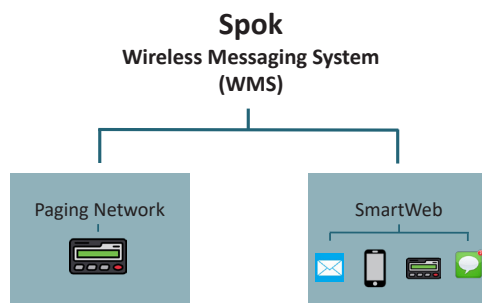 Spok
Wireless Messaging System
(WMS)
Paging Network
SmartWeb